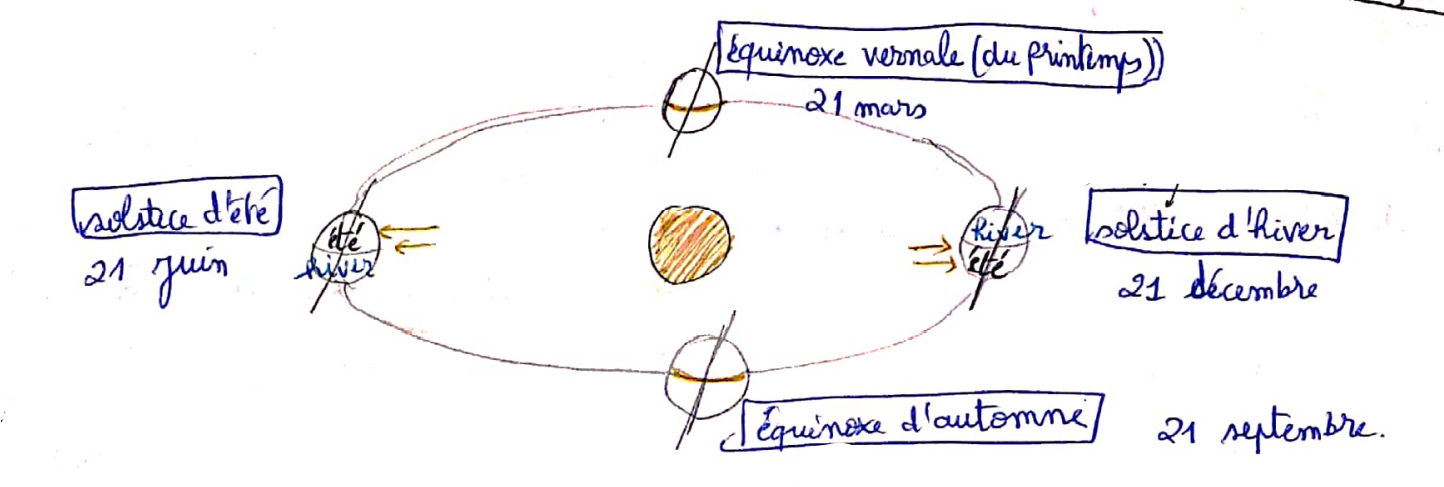 équinoxe vernale (du printemps))
21 mars
solstice d'été
21 juin
été
hiver
hiver
été
solstice d'hiver
21 décembre
Équinoxe d'automne
21 septembre.